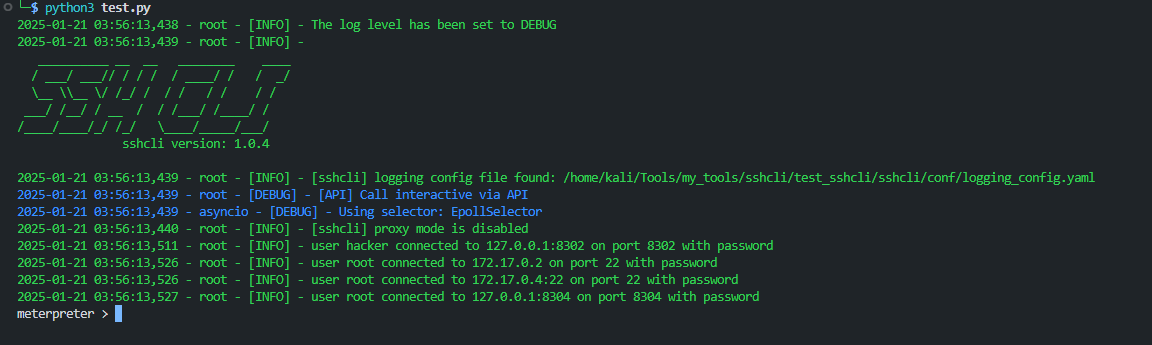 └─$ python3 test.py
2025-01-21 03:56:13,438 - root - [INFO] - The log level has been set to DEBUG
2025-01-21 03:56:13,439 - root - [INFO] -
SSHCLI
sshcli version: 1.0.4
2025-01-21 03:56:13,439 - root - [INFO] - [sshcli] logging config file found: /home/kali/Tools/my_tools/sshcli/test_sshcli/sshcli/conf/logging_config.yaml
2025-01-21 03:56:13,439 - root - [DEBUG] - [API] Call interactive via API
2025-01-21 03:56:13,439 - asyncio - [DEBUG] - Using selector: EpollSelector
2025-01-21 03:56:13,440 - root - [INFO] - [sshcli] proxy mode is disabled
2025-01-21 03:56:13,511 - root - [INFO] - user hacker connected to 127.0.0.1:8302 on port 8302 with password
2025-01-21 03:56:13,526 - root - [INFO] - user root connected to 172.17.0.2 on port 22 with password
2025-01-21 03:56:13,526 - root - [INFO] - user root connected to 172.17.0.4:22 on port 22 with password
2025-01-21 03:56:13,527 - root - [INFO] - user root connected to 127.0.0.1:8304 on port 8304 with password
meterpreter >